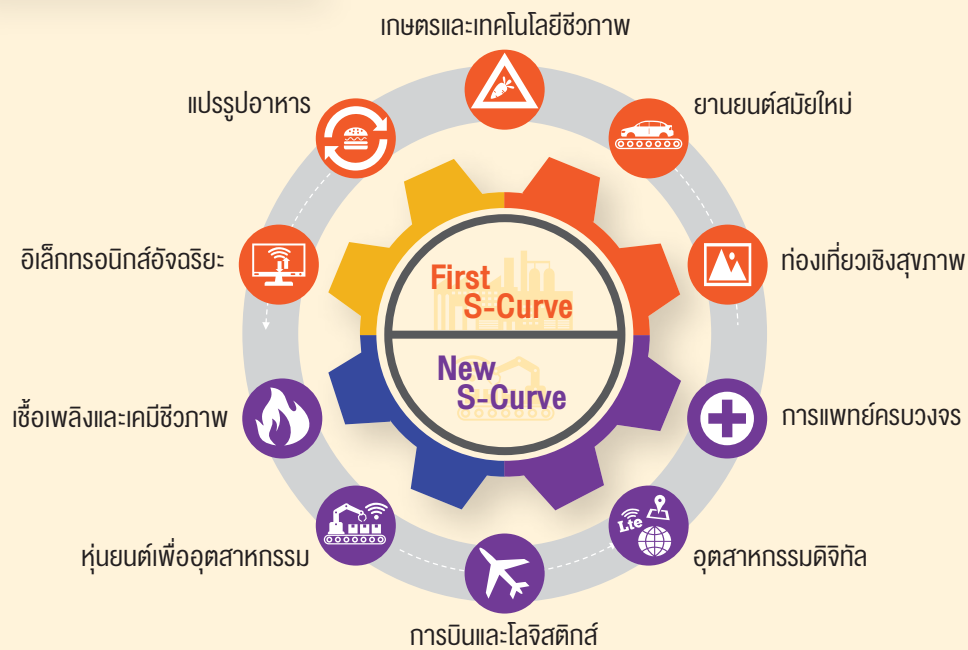 เกษตรและเทคโนโลยีชีวภาพ
แปรรูปอาหาร
ยานยนต์สมัยใหม่
อิเล็กทรอนิกส์อัจฉริยะ
ท่องเที่ยวเชิงสุขภาพ
First
S-Curve
New
S-Curve
เชื้อเพลิงและเคมีชีวภาพ
การแพทย์ครบวงจร
หุ่นยนต์เพื่ออุตสาหกรรม
Lte
อุตสาหกรรมดิจิทัล
การบินและโลจิสติกส์